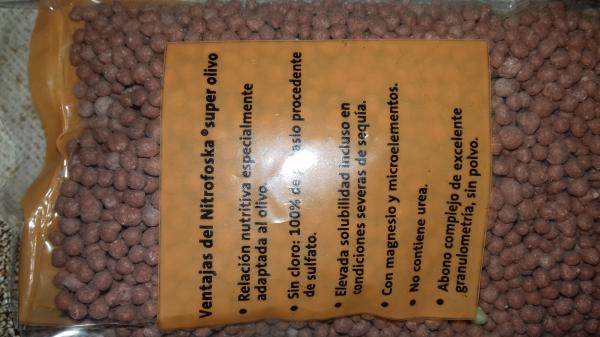 Ventajas del Nitrofoska® super olivo
• Relación nutritiva especialmente
adaptada al olivo.
• Sin cloro: 100% de asio procedente
de sulfato.
• Elevada solubilidad incluso en
condiciones severas de sequia.
• Con magnesio y microelementos.
• No contiene urea.
• Abono complejo de excelente
granulometría, sin polvo.